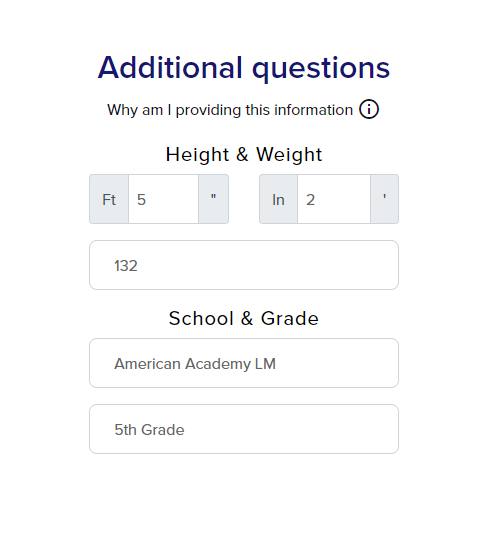 Additional questions
Why am I providing this information
Height & Weight
Ft 5 " In 2 '
132
School & Grade
American Academy LM
5th Grade